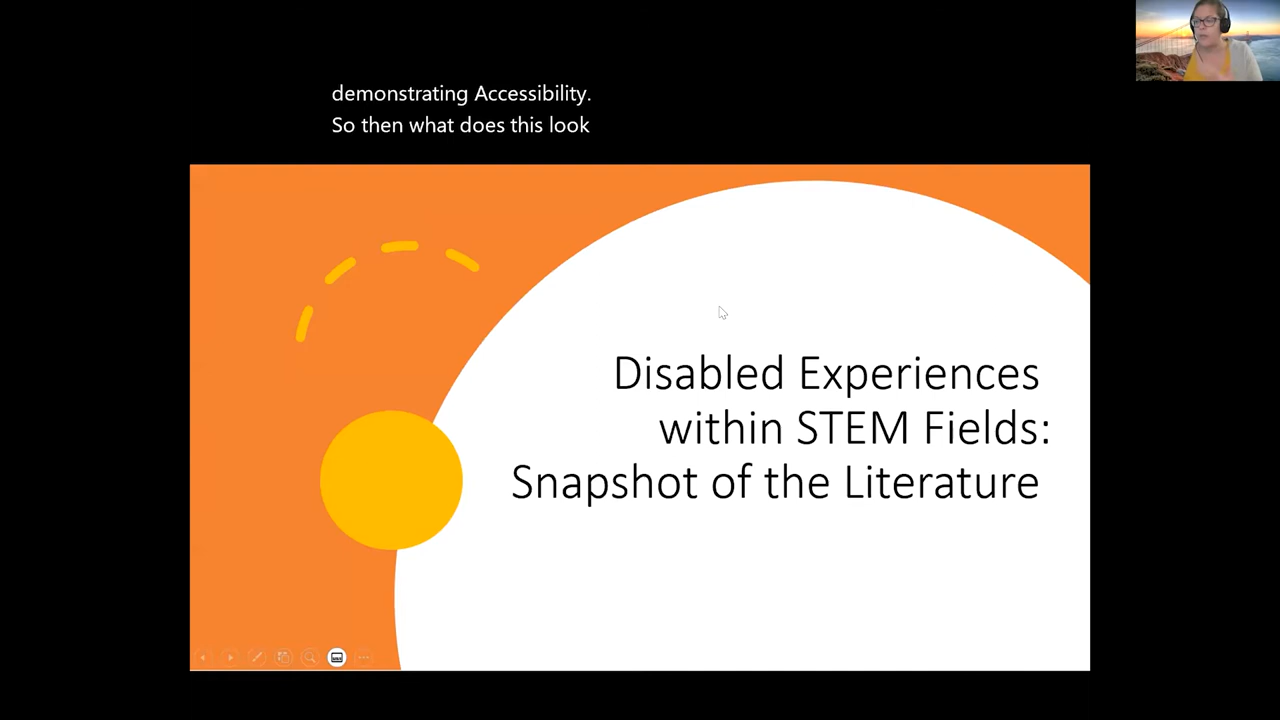 demonstrating Accessibility.
So then what does this look
Disabled Experiences
within STEM Fields:
Snapshot of the Literature